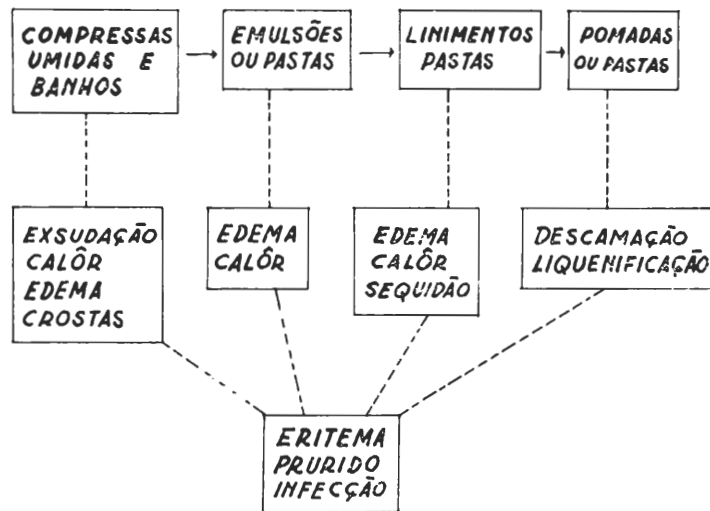 COMPRESSAS
UMIDAS E
BANHOS
EMULSÕES
OU PASTAS
LINIMENTOS
PASTAS
POMADAS
OU PASTAS
EXSUDAÇÃO
CALÔR
EDEMA
CROSTAS
EDEMA
CALÔR
EDEMA
CALÔR
SEQUIDÃO
DESCAMAÇÃO
LIQUENIFICAÇÃO
ERITEMA
PRURIDO
INFECÇÃO